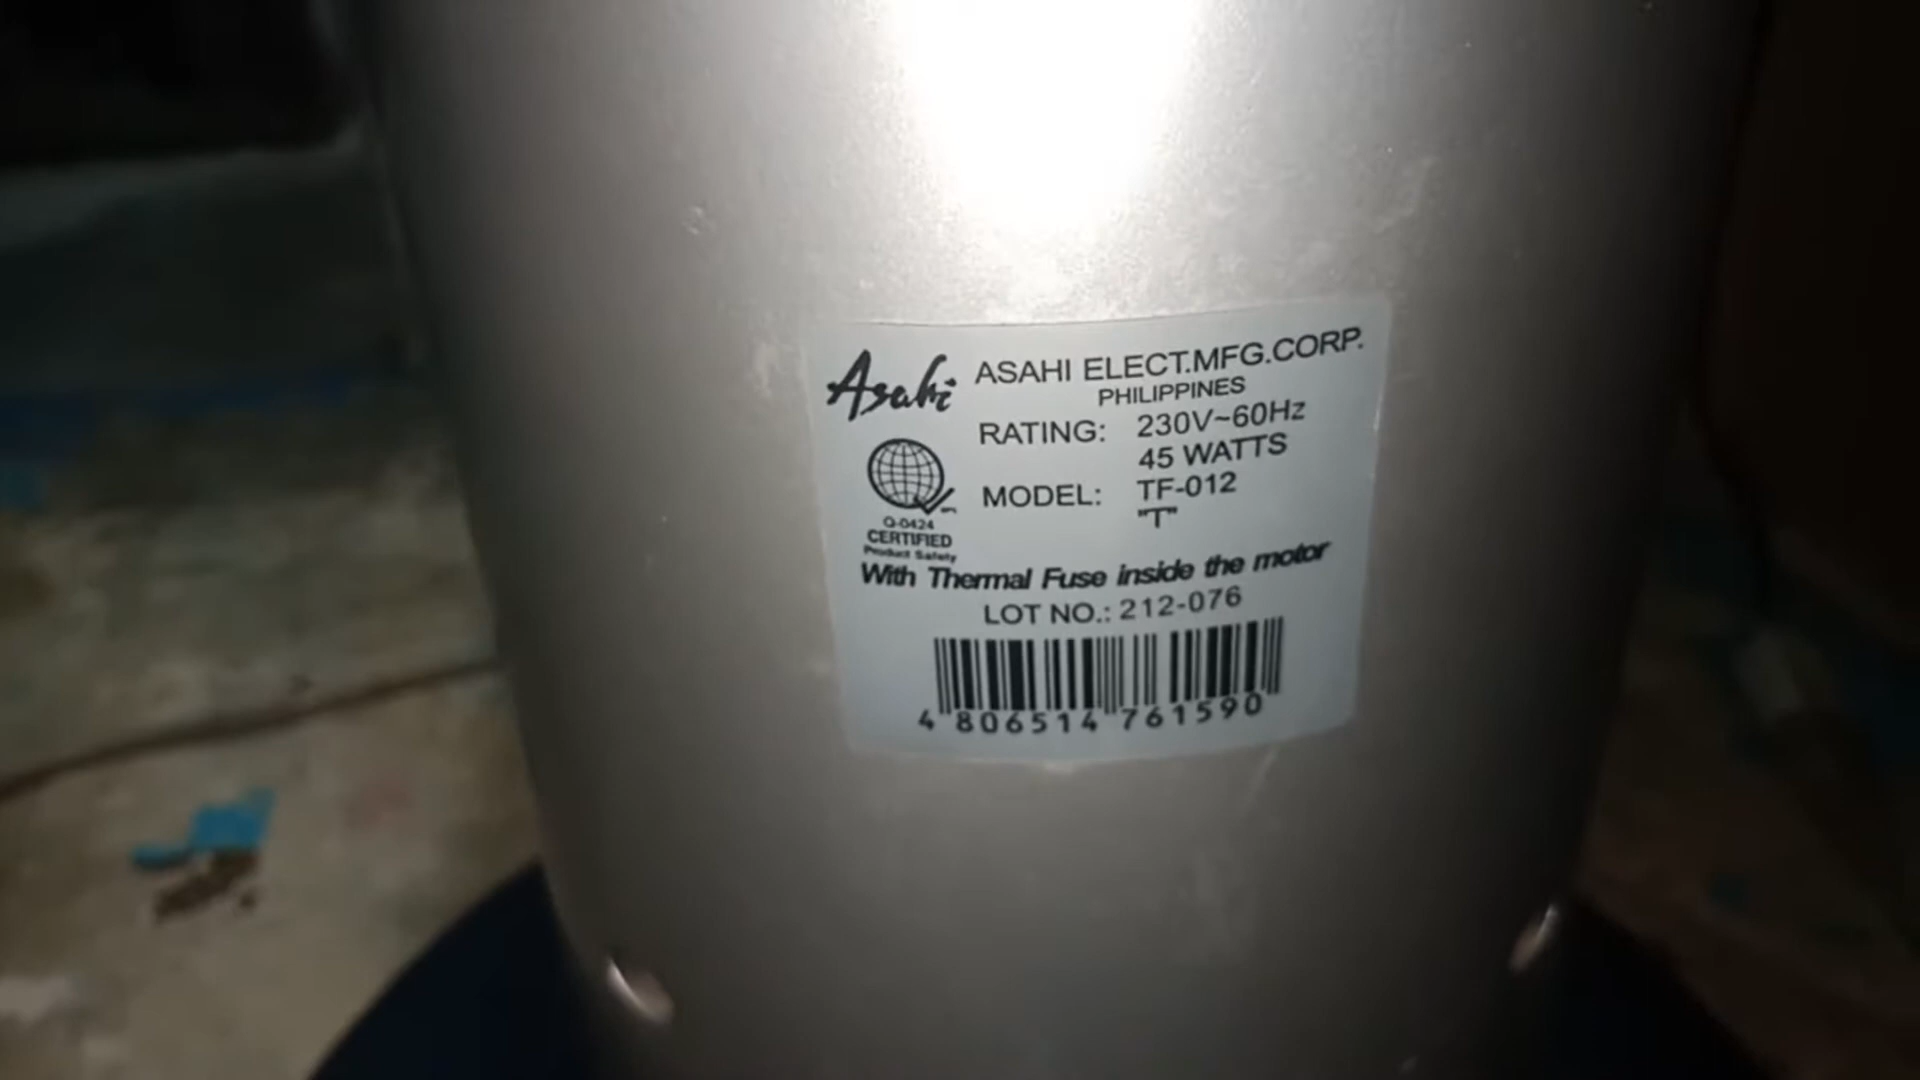 Asahi
ASAHI ELECT.MFG.CORP.
PHILIPPINES
RATING: 230V~60Hz
45 WATTS
MODEL: TF-012
"T"
Q-0424
CERTIFIED
Product Safety
With Thermal Fuse inside the motor
LOT NO.: 212-076
4 806514 761590